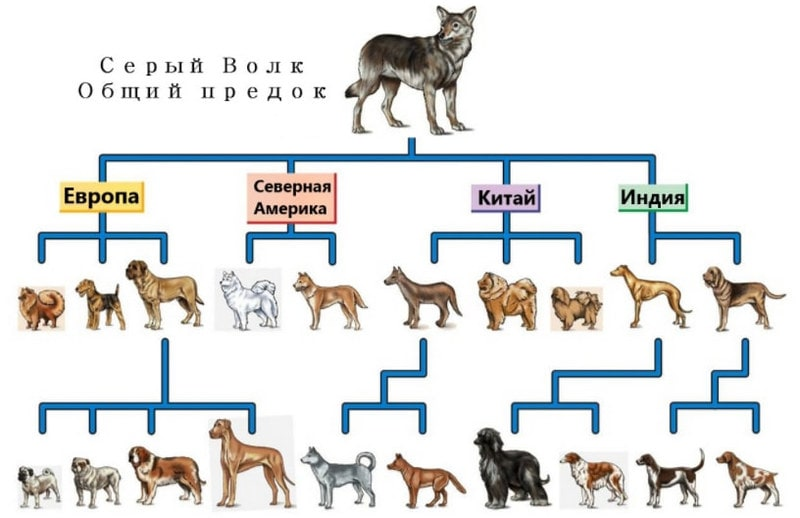 Серый Волк
Общий предок
Европа
Северная
Америка
Китай
Индия